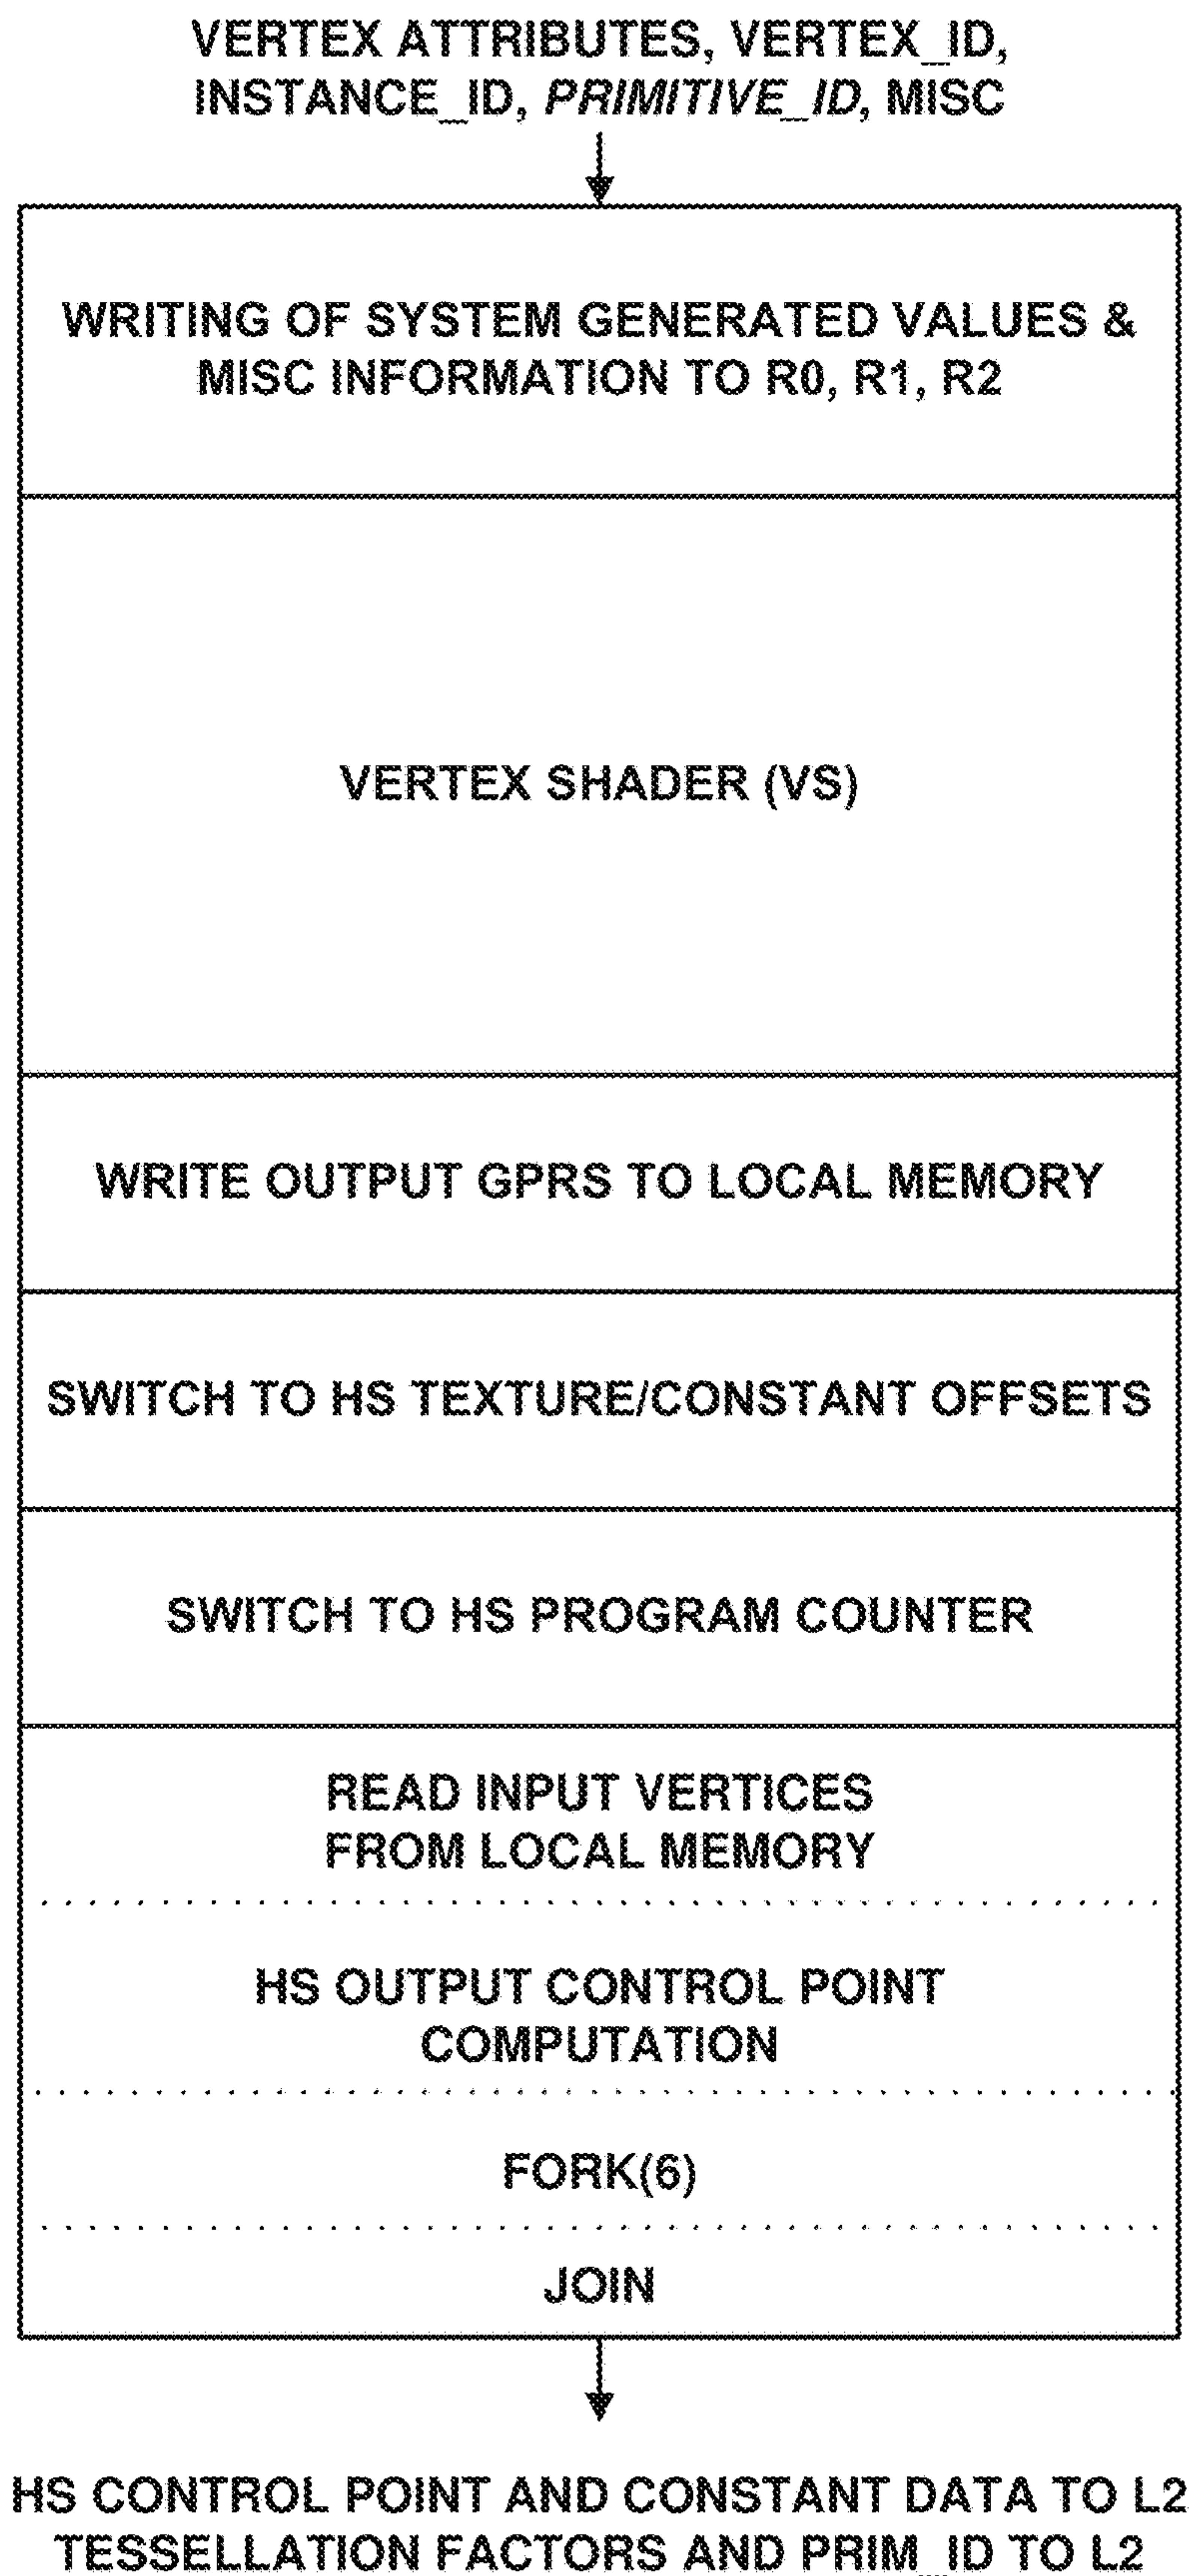 VERTEX ATTRIBUTES, VERTEX_ID,
INSTANCE_ID, PRIMITIVE_ID, MISC
WRITING OF SYSTEM GENERATED VALUES &
MISC INFORMATION TO R0, R1, R2
VERTEX SHADER (VS)
WRITE OUTPUT GPRS TO LOCAL MEMORY
SWITCH TO HS TEXTURE/CONSTANT OFFSETS
SWITCH TO HS PROGRAM COUNTER
READ INPUT VERTICES
FROM LOCAL MEMORY
HS OUTPUT CONTROL POINT
COMPUTATION
FORK(6)
JOIN
HS CONTROL POINT AND CONSTANT DATA TO L2
TESSELLATION FACTORS AND PRIM_ID TO L2